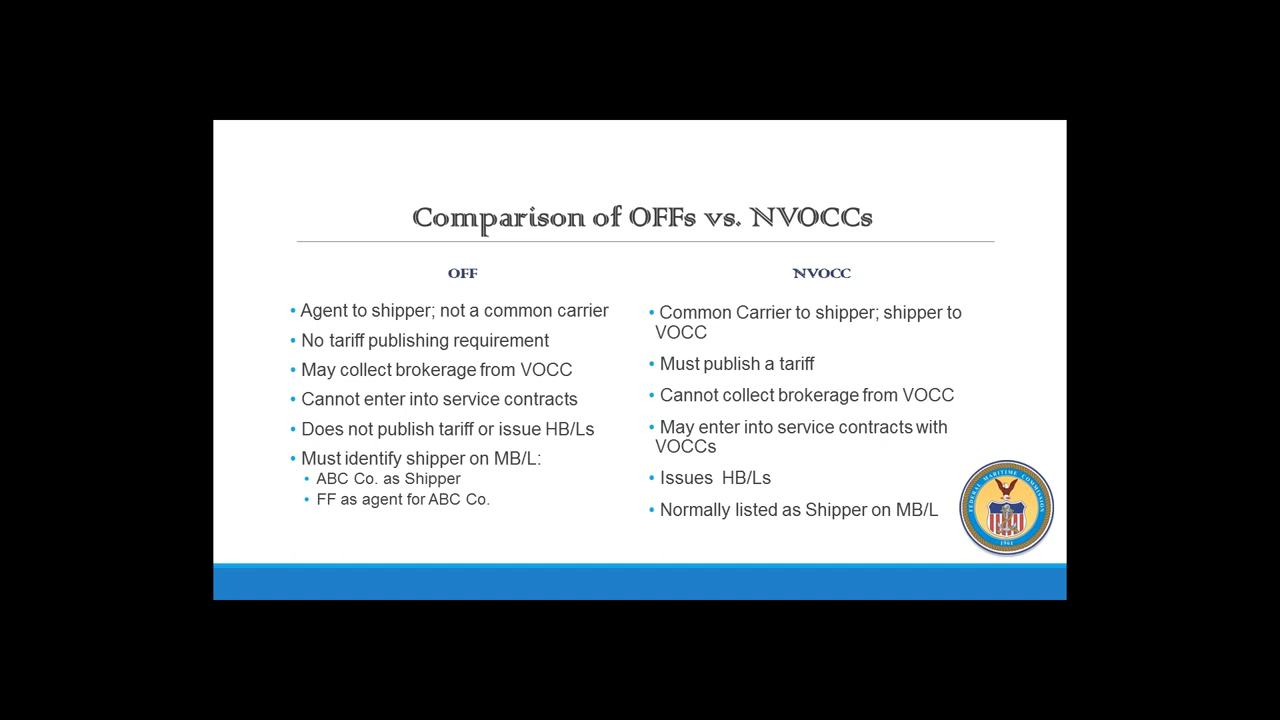 Comparison of OFFs vs. NVOCCs
OFF
• Agent to shipper; not a common carrier
• No tariff publishing requirement
• May collect brokerage from VOCC
• Cannot enter into service contracts
• Does not publish tariff or issue HB/Ls
• Must identify shipper on MB/L:
• ABC Co. as Shipper
• FF as agent for ABC Co.
NVOCC
• Common Carrier to shipper; shipper to
VOCC
• Must publish a tariff
• Cannot collect brokerage from VOCC
• May enter into service contracts with
VOCCs
• Issues HB/Ls
• Normally listed as Shipper on MB/L
FEDERAL MARITIME COMMISSION
1961